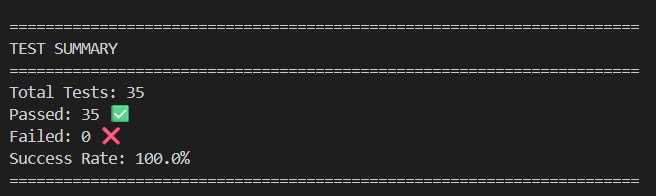 ======================================================================
TEST SUMMARY
======================================================================
Total Tests: 35
Passed: 35 ✅
Failed: 0 ❌
Success Rate: 100.0%
======================================================================